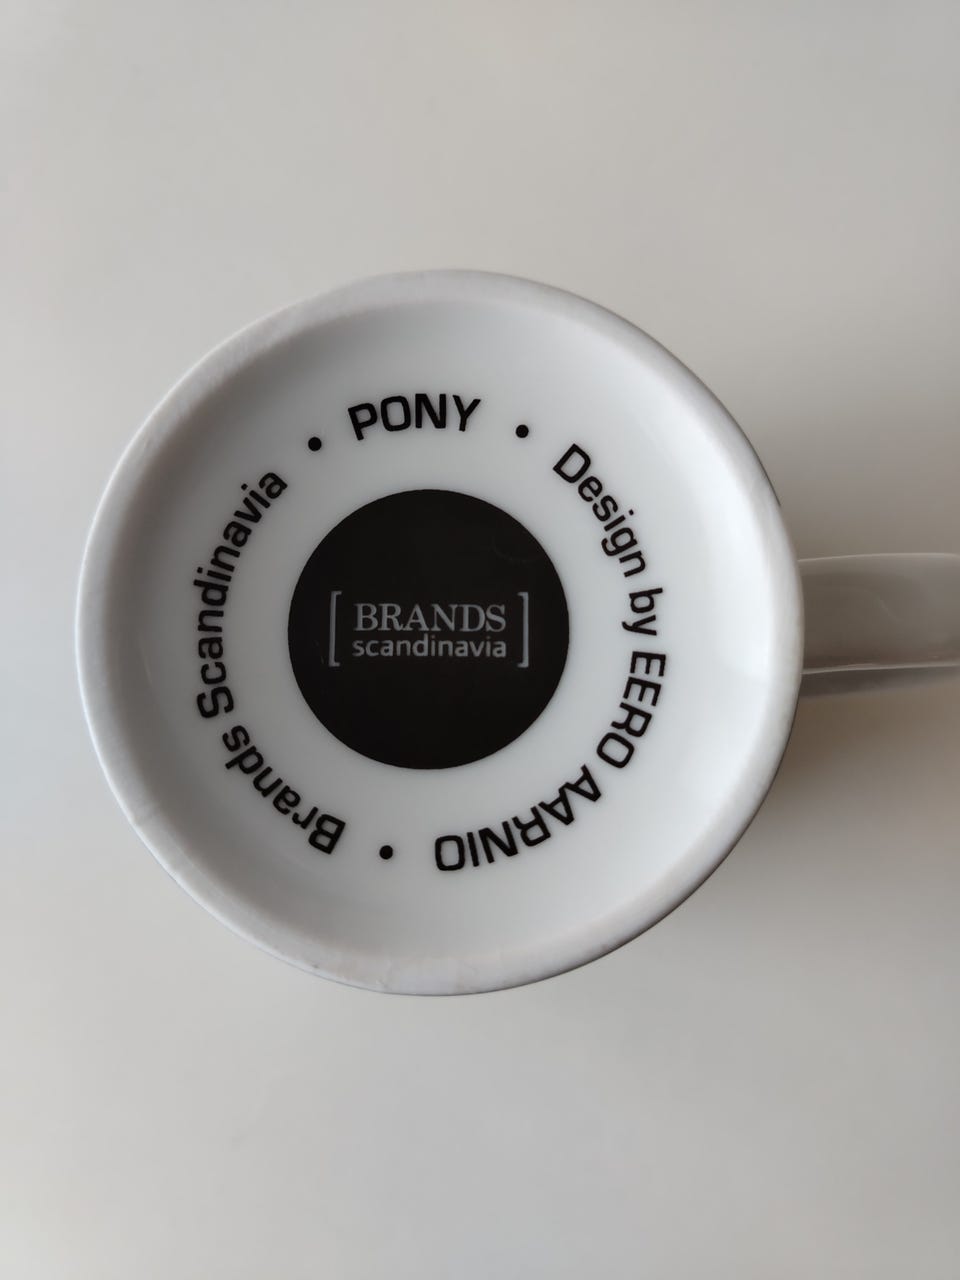 PONY • Design by EERO AARNIO • Brands Scandinavia •
[BRANDS
scandinavia]